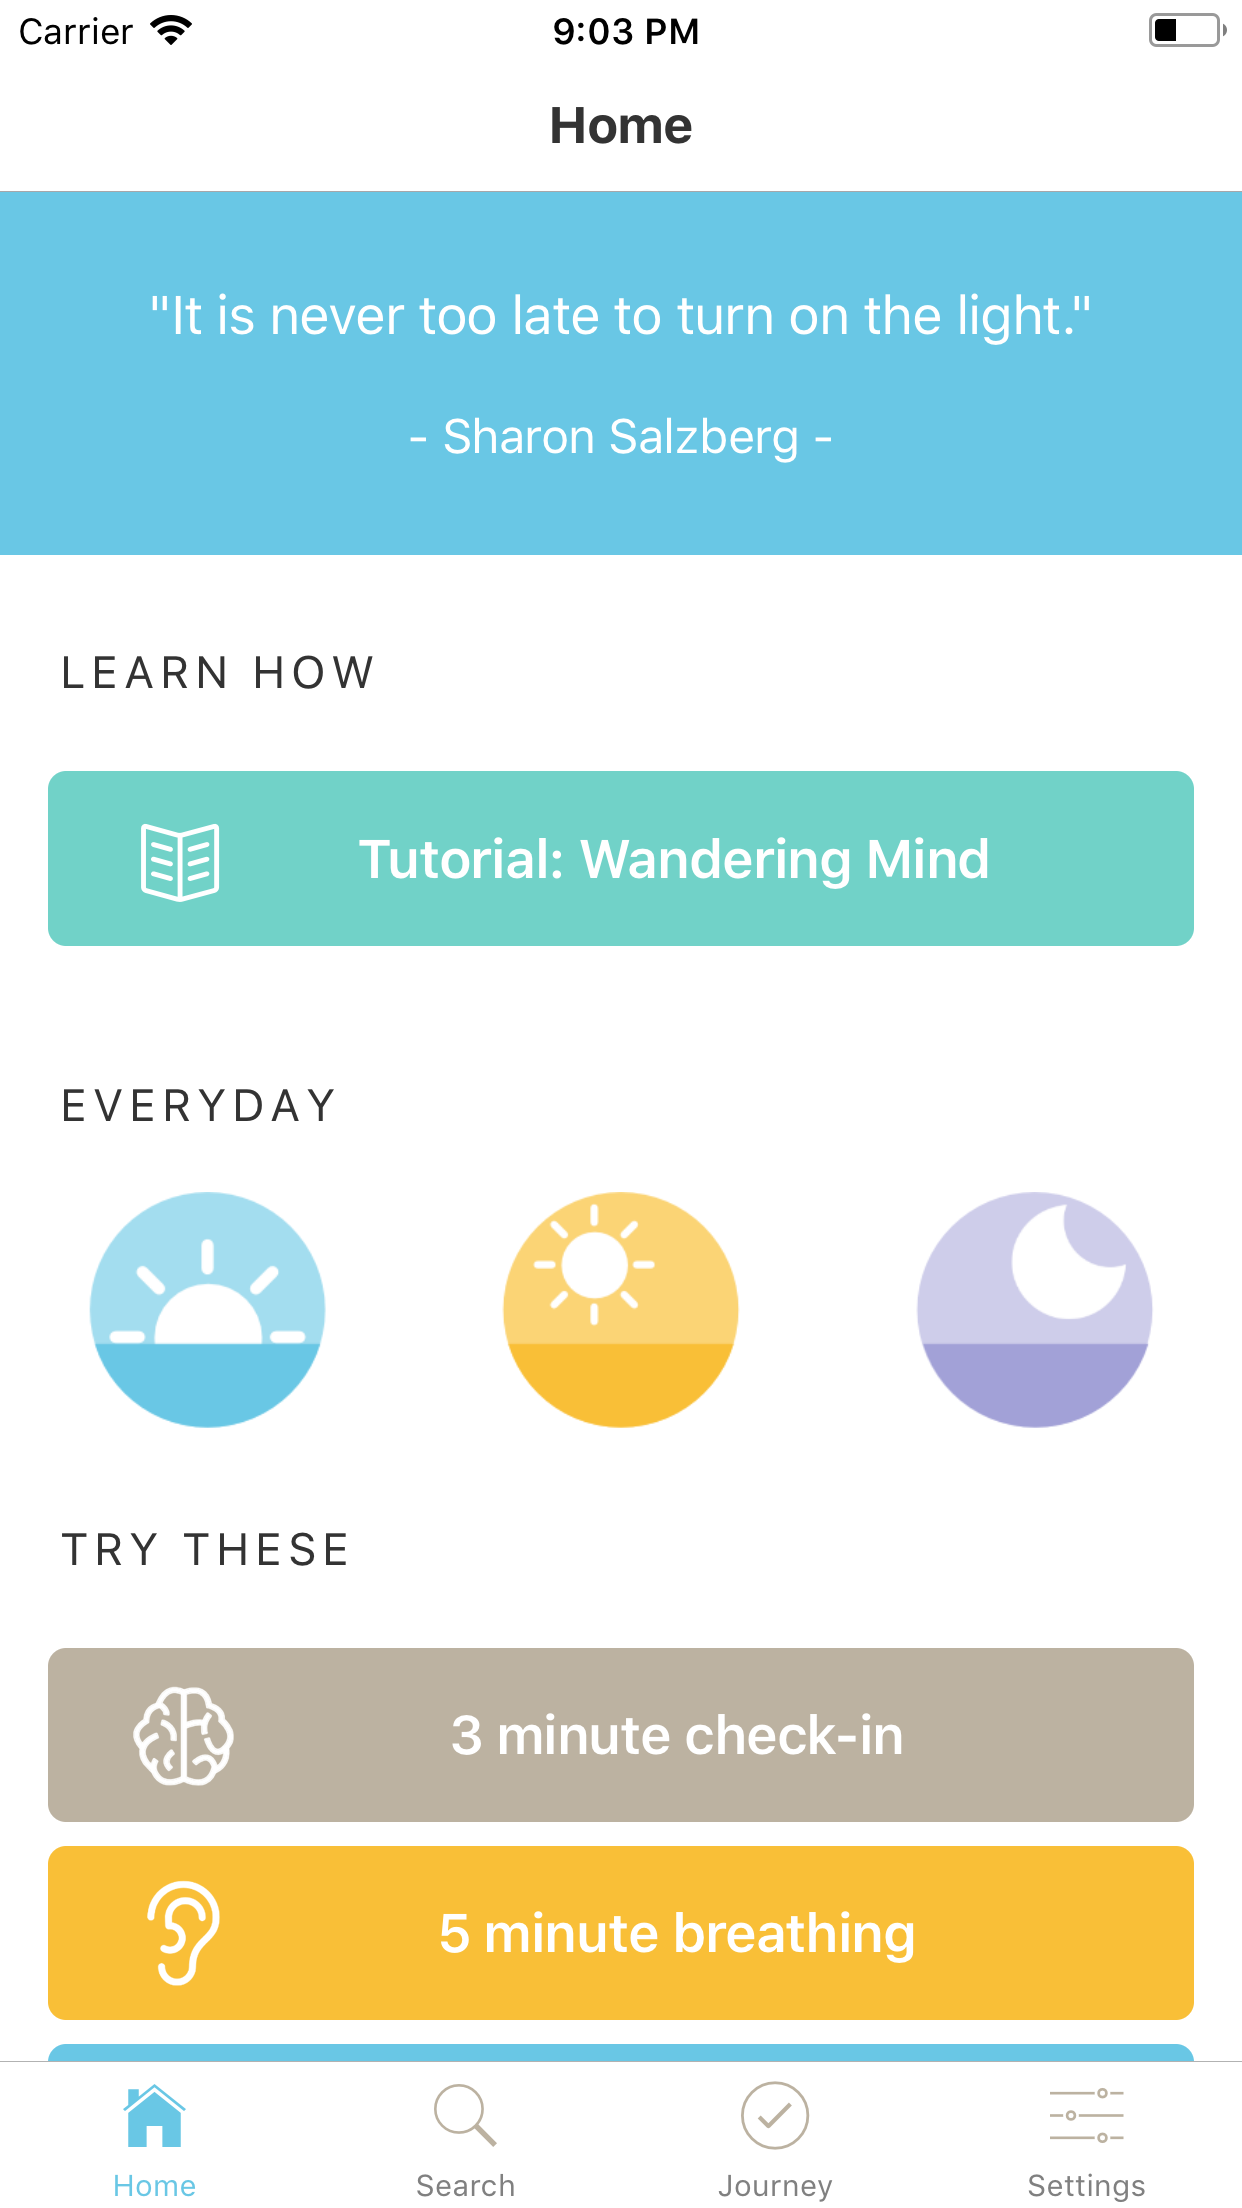 Carrier
9:03 PM
Home
"It is never too late to turn on the light."
- Sharon Salzberg -
LEARN HOW
Tutorial: Wandering Mind
EVERYDAY
TRY THESE
3 minute check-in
5 minute breathing
Home
Search
Journey
Settings